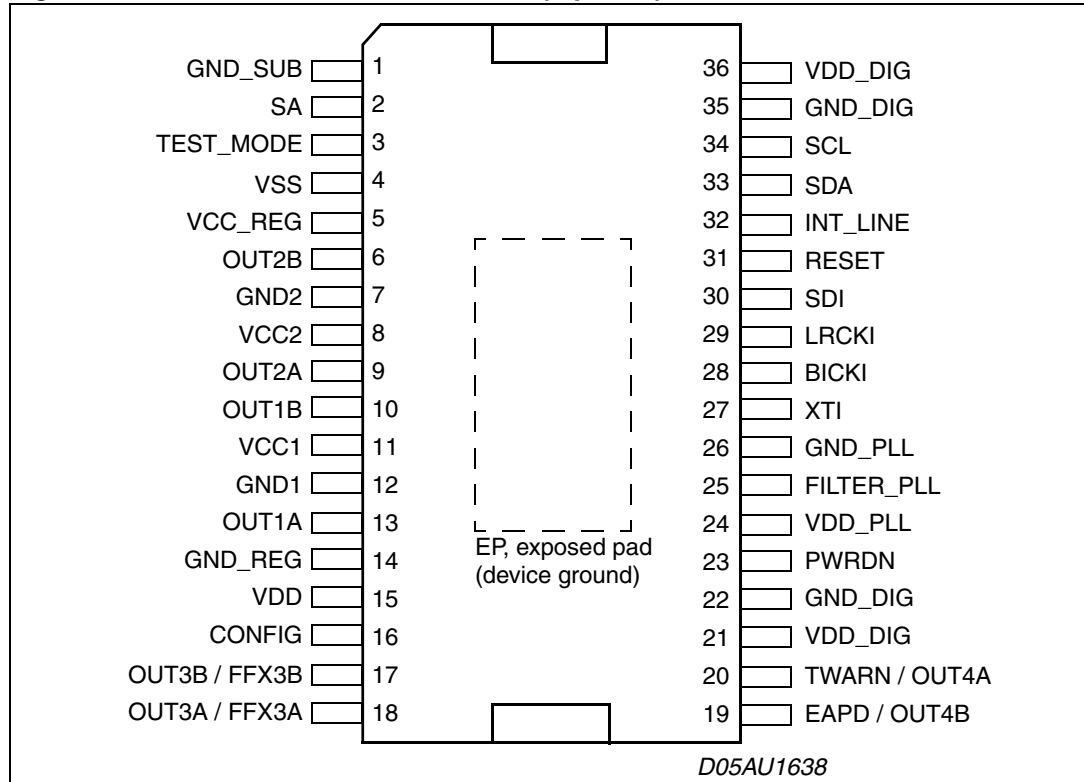 GND_SUB 1 36 VDD_DIG
SA 2 35 GND_DIG
TEST_MODE 3 34 SCL
VSS 4 33 SDA
VCC_REG 5 32 INT_LINE
OUT2B 6 31 RESET
GND2 7 30 SDI
VCC2 8 29 LRCKI
OUT2A 9 28 BICKI
OUT1B 10 27 XTI
VCC1 11 26 GND_PLL
GND1 12 25 FILTER_PLL
OUT1A 13 24 VDD_PLL
GND_REG 14 23 PWRDN
VDD 15 22 GND_DIG
CONFIG 16 21 VDD_DIG
OUT3B / FFX3B 17 20 TWARN / OUT4A
OUT3A / FFX3A 18 19 EAPD / OUT4B
EP, exposed pad
(device ground)
D05AU1638